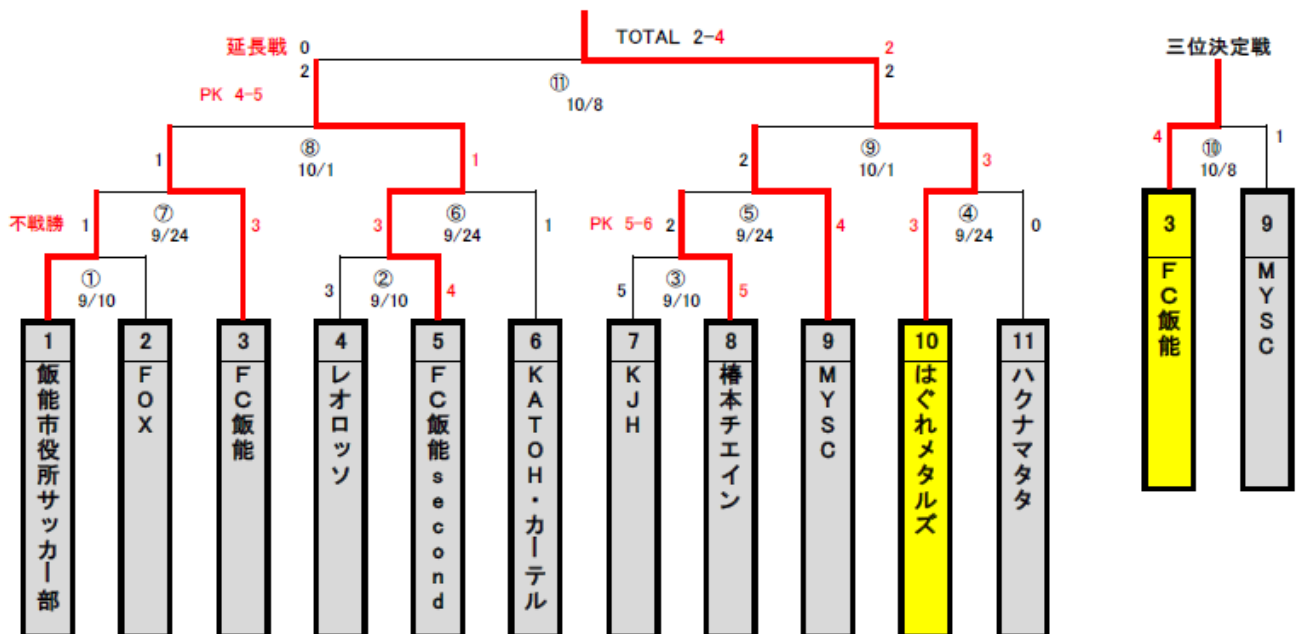 延長戦 0 TOTAL 2-4 2 三位決定戦
2 2
PK 4-5 ⑪
10/8
1 ⑧ 1 2 ⑨ 3 4 ⑩ 1
10/1 10/1 10/8
不戦勝 1 ⑦ 3 3 ⑥ 1 PK 5-6 2 ⑤ 4 3 ④ 0
9/24 9/24 9/24 9/24
① ② ③
9/10 3 9/10 4 5 9/10 5
1
飯能市役所サッカー部
2
FOX
3
FC飯能
4
レオロッソ
5
FC飯能second
6
KATOH・カーテル
7
KJH
8
椿本チエイン
9
MYSC
10
はぐれメタルズ
11
ハクナマタタ
3
FC飯能
9
MYSC